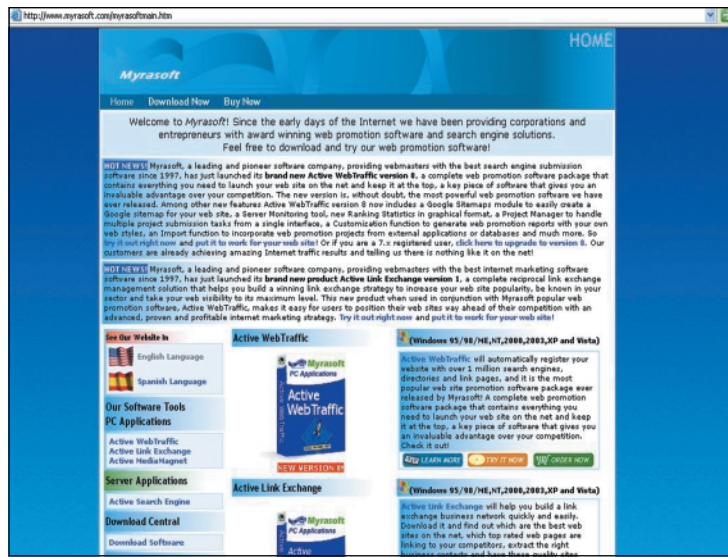 http://www.myrasoft.com/myrasoftmain.htm
HOME
Myrasoft
Home Download Now Buy Now
Welcome to Myrasoft! Since the early days of the Internet we have been providing corporations and
entrepreneurs with award winning web promotion software and search engine solutions.
Feel free to download and try our web promotion software!
HOT NEWS! Myrasoft, a leading and pioneer software company, providing webmasters with the best search engine submission
software since 1997, has just launched its brand new Active WebTraffic version 8, a complete web promotion software package that
contains everything you need to launch your web site on the net and keep it at the top, a key piece of software that gives you an
invaluable advantage over your competition. The new version is, without doubt, the most powerful web promotion software we have
ever released. Among other new features Active WebTraffic version 8 now includes a Google Sitemaps module to easily create a
Google sitemap for your web site, a Server Monitoring tool, new Ranking Statistics in graphical format, a Project Manager to handle
multiple project submission tasks from a single interface, a Customization function to generate web promotion reports with your own
web styles, an Import function to incorporate web promotion projects from external applications or databases and much more. So
try it out right now and put it to work for your web site! Or if you are a 7.x registered user, click here to upgrade to version 8. Our
customers are already achieving amazing Internet traffic results and telling us there is nothing like it on the net!
HOT NEWS! Myrasoft, a leading and pioneer software company, providing webmasters with the best internet marketing software
software since 1997, has just launched its brand new product Active Link Exchange version 1, a complete reciprocal link exchange
management solution that helps you build a winning link exchange strategy to increase your web site popularity, be known in your
sector and take your web visibility to its maximum level. This new product when used in conjunction with Myrasoft popular web
promotion software, Active WebTraffic, makes it easy for users to position their web sites way ahead of their competition with an
advanced, proven and profitable internet marketing strategy. Try it out right now and put it to work for your web site!
See Our Website In
English Language
Spanish Language
Our Software Tools
PC Applications
Active WebTraffic
Active Link Exchange
Active MediaMagnet
Server Applications
Active Search Engine
Download Central
Download Software
Active WebTraffic
Myrasoft
PC Applications
Active WebTraffic
Active
WebTraffic
NEW VERSION 8!
Active Link Exchange
Myrasoft
PC Applications
Active
(Windows 95/98/ME,NT,2000,2003,XP and Vista)
Active WebTraffic will automatically register your
website with over 1 million search engines,
directories and link pages, and it is the most
popular web site promotion software package ever
released by Myrasoft! A complete web promotion
software package that contains everything you
need to launch your web site on the net and keep
it at the top, a key piece of software that gives you
an invaluable advantage over your competition.
Check it out!
LEARN MORE TRY IT NOW ORDER NOW
(Windows 95/98/ME,NT,2000,2003,XP and Vista)
Active Link Exchange will help you build a link
exchange business network quickly and easily.
Download it and find out which are the best web
sites on the net, which top rated web pages are
linking to your competitors, extract the right
business contacts and have these quality sites